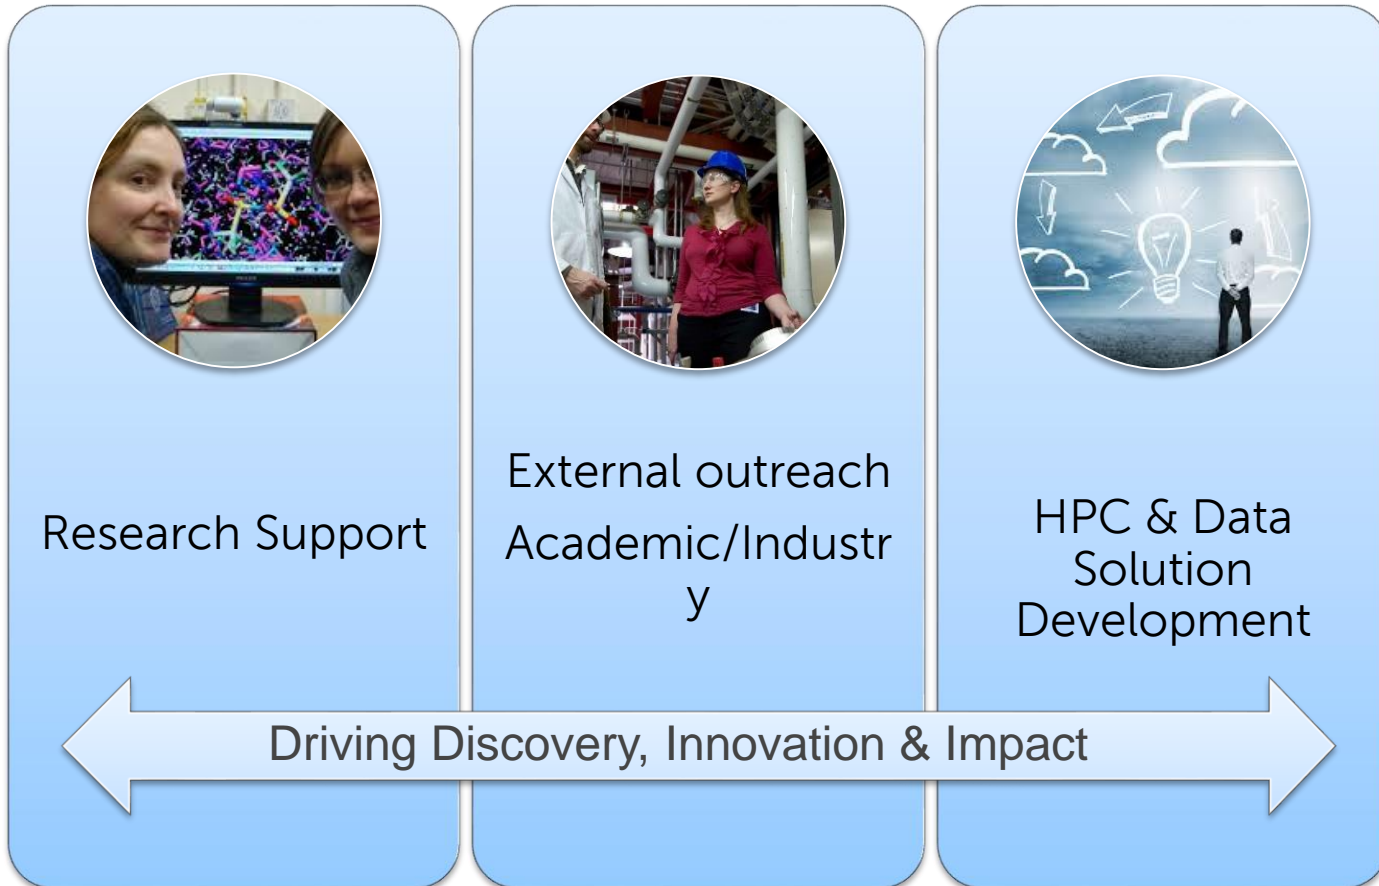 Research Support
External outreach
Academic/Industr
y
HPC & Data
Solution
Development
Driving Discovery, Innovation & Impact